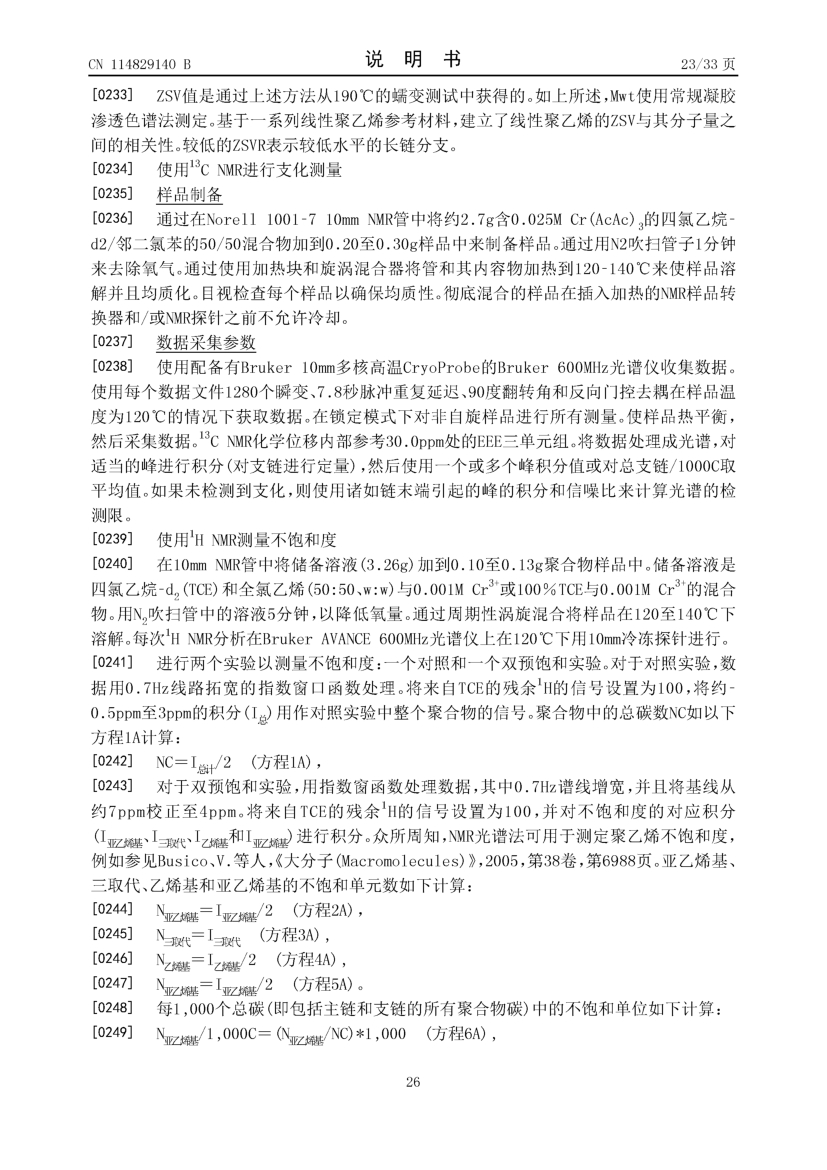 CN 114829140 B
说 明 书
23/33 页
[0233] ZSV值是通过上述方法从190℃的蠕变测试中获得的。如上所述,Mwt使用常规凝胶
渗透色谱法测定。基于一系列线性聚乙烯参考材料,建立了线性聚乙烯的ZSV与其分子量之
间的相关性。较低的ZSVR表示较低水平的长链分支。
[0234] 使用¹³C NMR进行支化测量
[0235] 样品制备
[0236] 通过在Norell 1001-7 10mm NMR管中将约2.7g含0.025M Cr(AcAc)₃的四氯乙烷-
d2/邻二氯苯的50/50混合物加到0.20至0.30g样品中来制备样品。通过用N2吹扫管子1分钟
来去除氧气。通过使用加热块和旋涡混合器将管和其内容物加热到120-140℃来使样品溶
解并且均质化。目视检查每个样品以确保均质性。彻底混合的样品在插入加热的NMR样品转
换器和/或NMR探针之前不允许冷却。
[0237] 数据采集参数
[0238] 使用配备有Bruker 10mm多核高温CryoProbe的Bruker 600MHz光谱仪收集数据。
使用每个数据文件1280个瞬变、7.8秒脉冲重复延迟、90度翻转角和反向门控去耦在样品温
度为120℃的情况下获取数据。在锁定模式下对非自旋样品进行所有测量。使样品热平衡,
然后采集数据。¹³C NMR化学位移内部参考30.0ppm处的EEE三单元组。将数据处理成光谱,对
适当的峰进行积分(对支链进行定量),然后使用一个或多个峰积分值或对总支链/1000C取
平均值。如果未检测到支化,则使用诸如链末端引起的峰的积分和信噪比来计算光谱的检
测限。
[0239] 使用¹H NMR测量不饱和度
[0240] 在10mm NMR管中将储备溶液(3.26g)加到0.10至0.13g聚合物样品中。储备溶液是
四氯乙烷-d₂(TCE)和全氯乙烯(50:50、w:w)与0.001M Cr³⁺或100%TCE与0.001M Cr³⁺的混合
物。用N₂吹扫管中的溶液5分钟,以降低氧量。通过周期性涡旋混合将样品在120至140℃下
溶解。每次¹H NMR分析在Bruker AVANCE 600MHz光谱仪上在120℃下用10mm冷冻探针进行。
[0241] 进行两个实验以测量不饱和度:一个对照和一个双预饱和实验。对于对照实验,数
据用0.7Hz线路拓宽的指数窗口函数处理。将来自TCE的残余¹H的信号设置为100,将约-
0.5ppm至3ppm的积分(I总)用作对照实验中整个聚合物的信号。聚合物中的总碳数NC如以下
方程1A计算:
[0242] NC=I总计/2 (方程1A),
[0243] 对于双预饱和实验,用指数窗函数处理数据,其中0.7Hz谱线增宽,并且将基线从
约7ppm校正至4ppm。将来自TCE的残余¹H的信号设置为100,并对不饱和度的对应积分
(I亚乙烯基、I三取代、I乙烯基和I亚乙烯基)进行积分。众所周知,NMR光谱法可用于测定聚乙烯不饱和度,
例如参见Busico、V.等人,《大分子(Macromolecules)》,2005,第38卷,第6988页。亚乙烯基、
三取代、乙烯基和亚乙烯基的不饱和单元数如下计算:
[0244] N亚乙烯基=I亚乙烯基/2 (方程2A),
[0245] N三取代=I三取代 (方程3A),
[0246] N乙烯基=I乙烯基/2 (方程4A),
[0247] N亚乙烯基=I亚乙烯基/2 (方程5A)。
[0248] 每1,000个总碳(即包括主链和支链的所有聚合物碳)中的不饱和单位如下计算:
[0249] N亚乙烯基/1,000C=(N亚乙烯基/NC)*1,000 (方程6A),
26